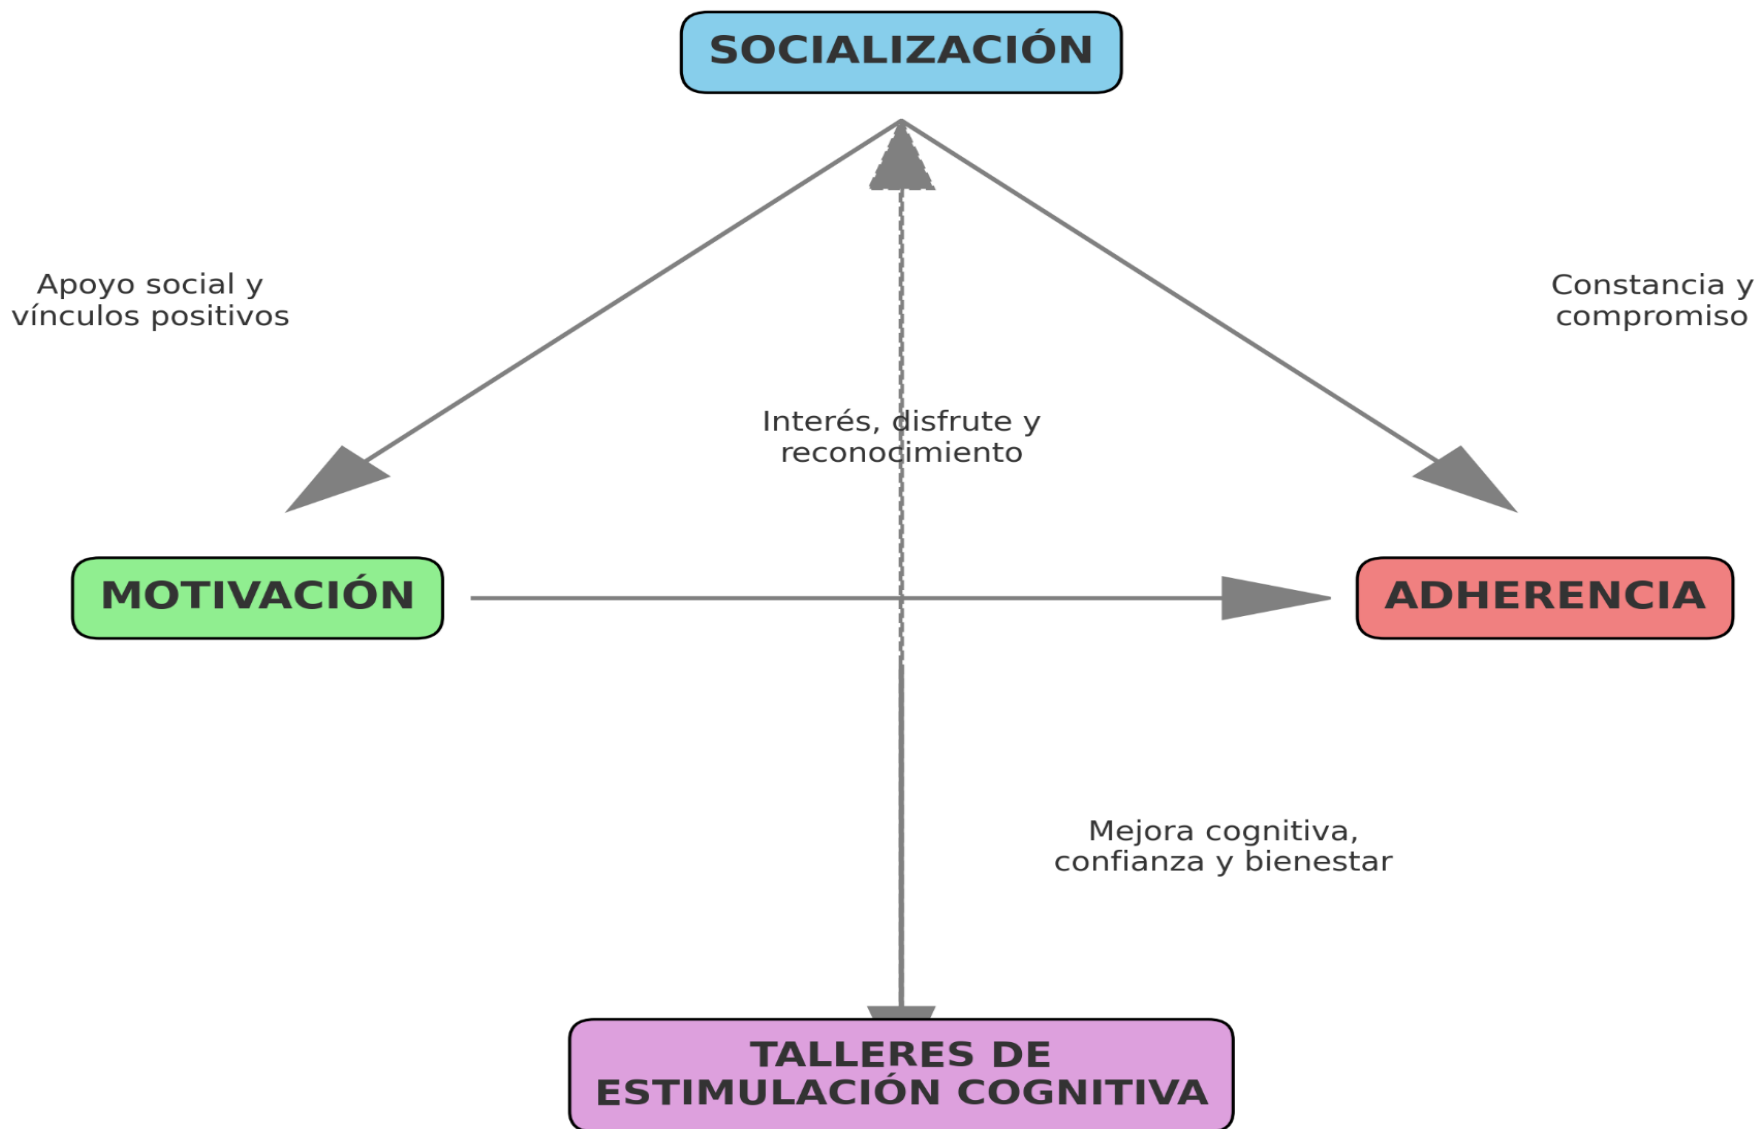 SOCIALIZACIÓN
Apoyo social y
vínculos positivos
Constancia y
compromiso
Interés, disfrute y
reconocimiento
MOTIVACIÓN
ADHERENCIA
Mejora cognitiva,
confianza y bienestar
TALLERES DE
ESTIMULACIÓN COGNITIVA